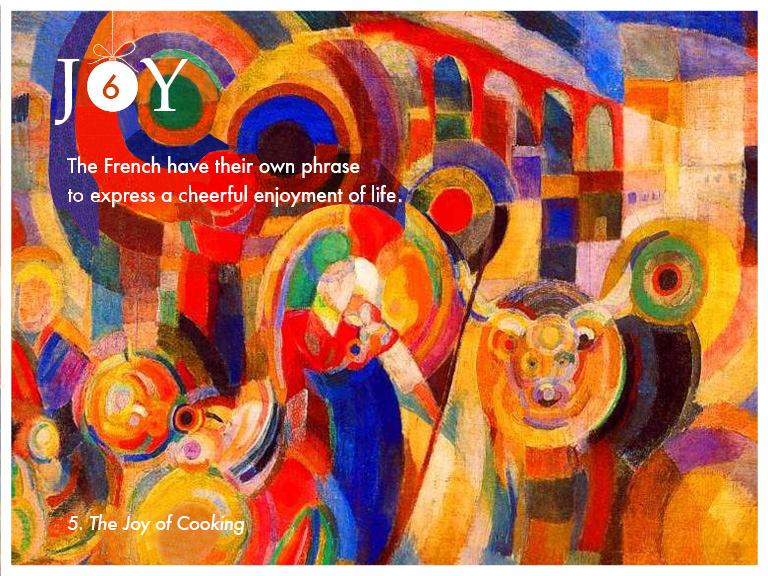 JOY
6
The French have their own phrase
to express a cheerful enjoyment of life.
5. The Joy of Cooking